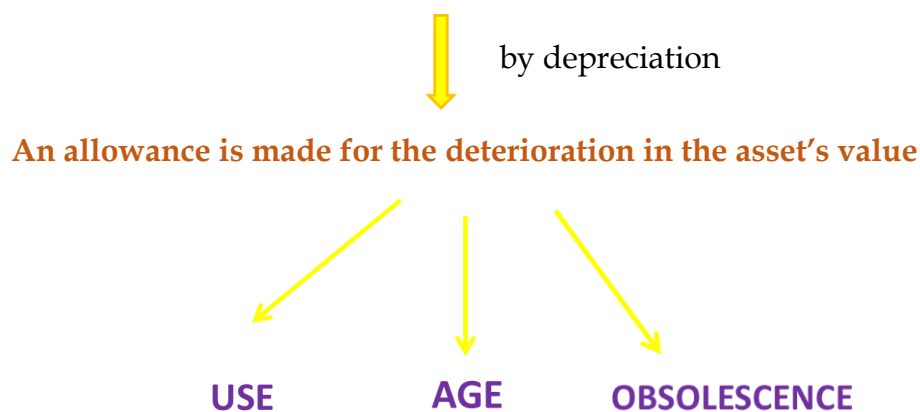 by depreciation
An allowance is made for the deterioration in the asset’s value
USE AGE OBSOLESCENCE